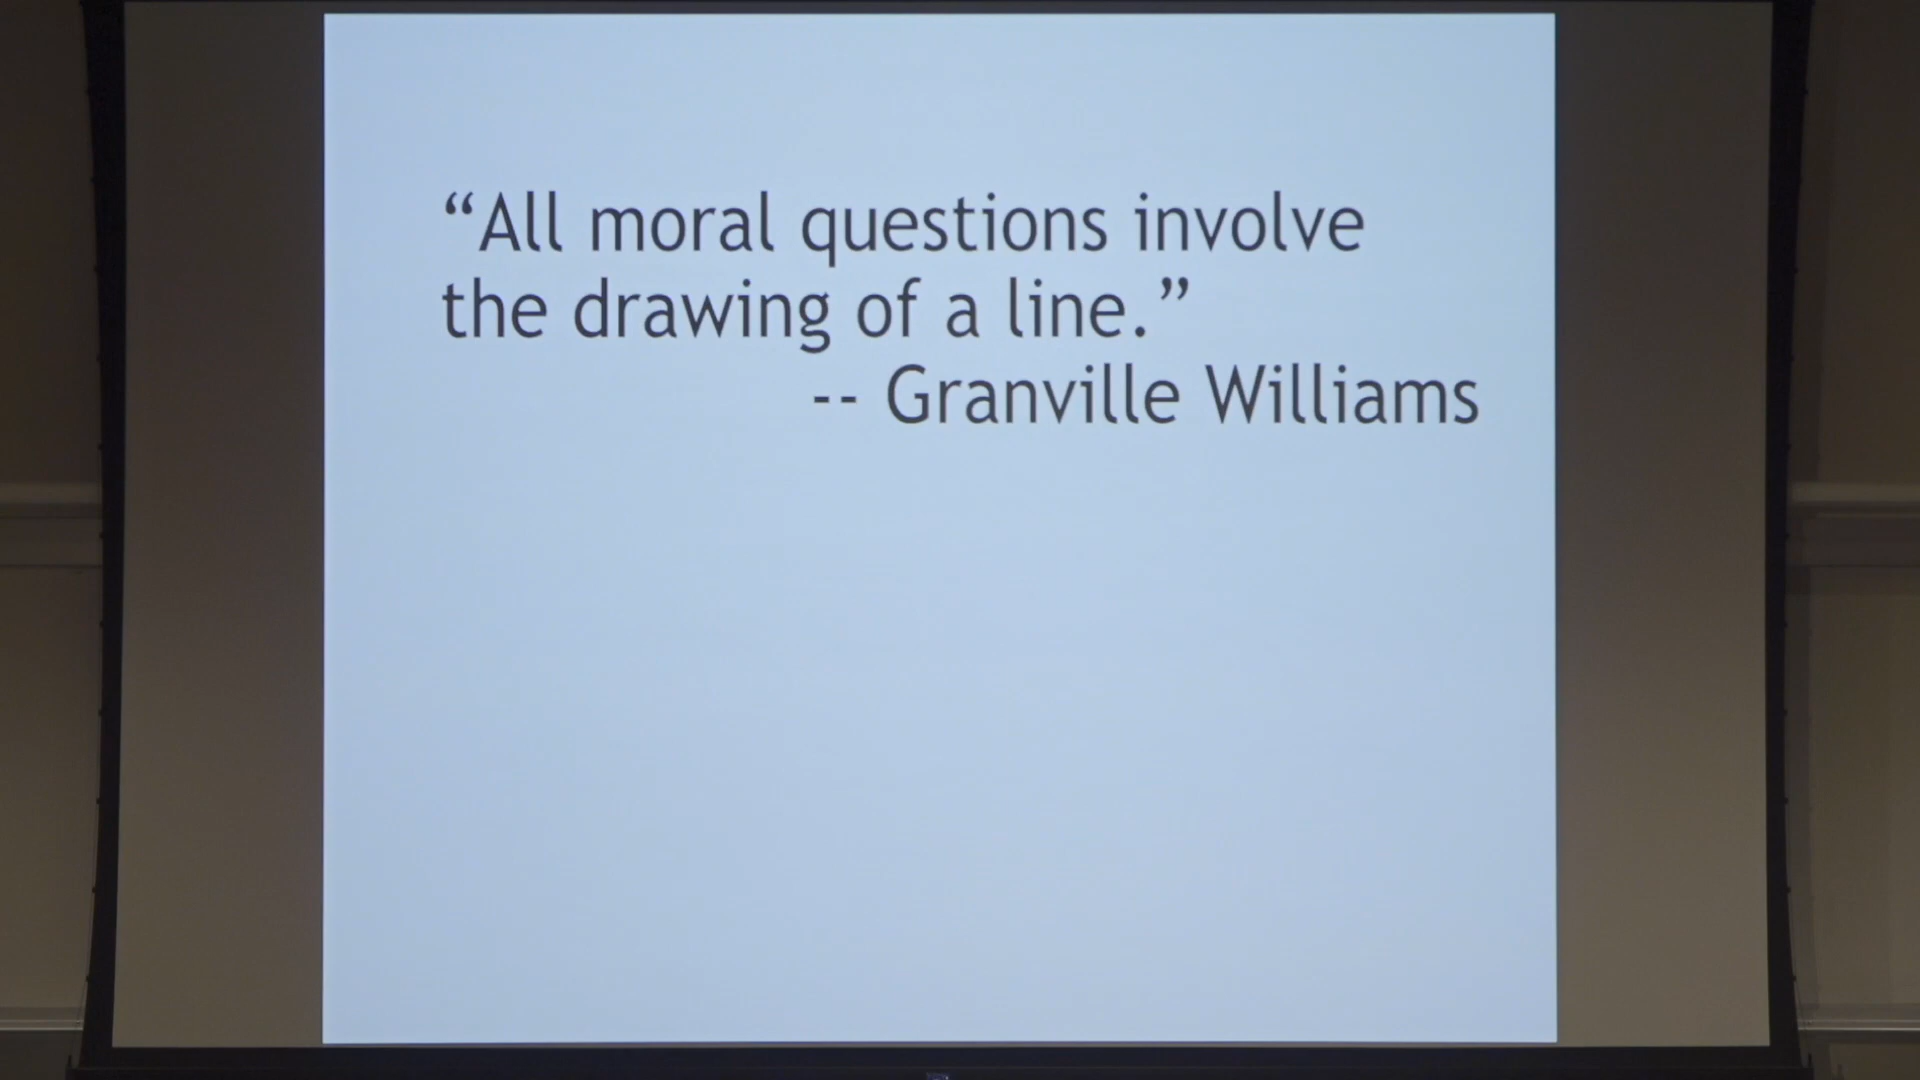 “All moral questions involve
the drawing of a line.”
-- Granville Williams